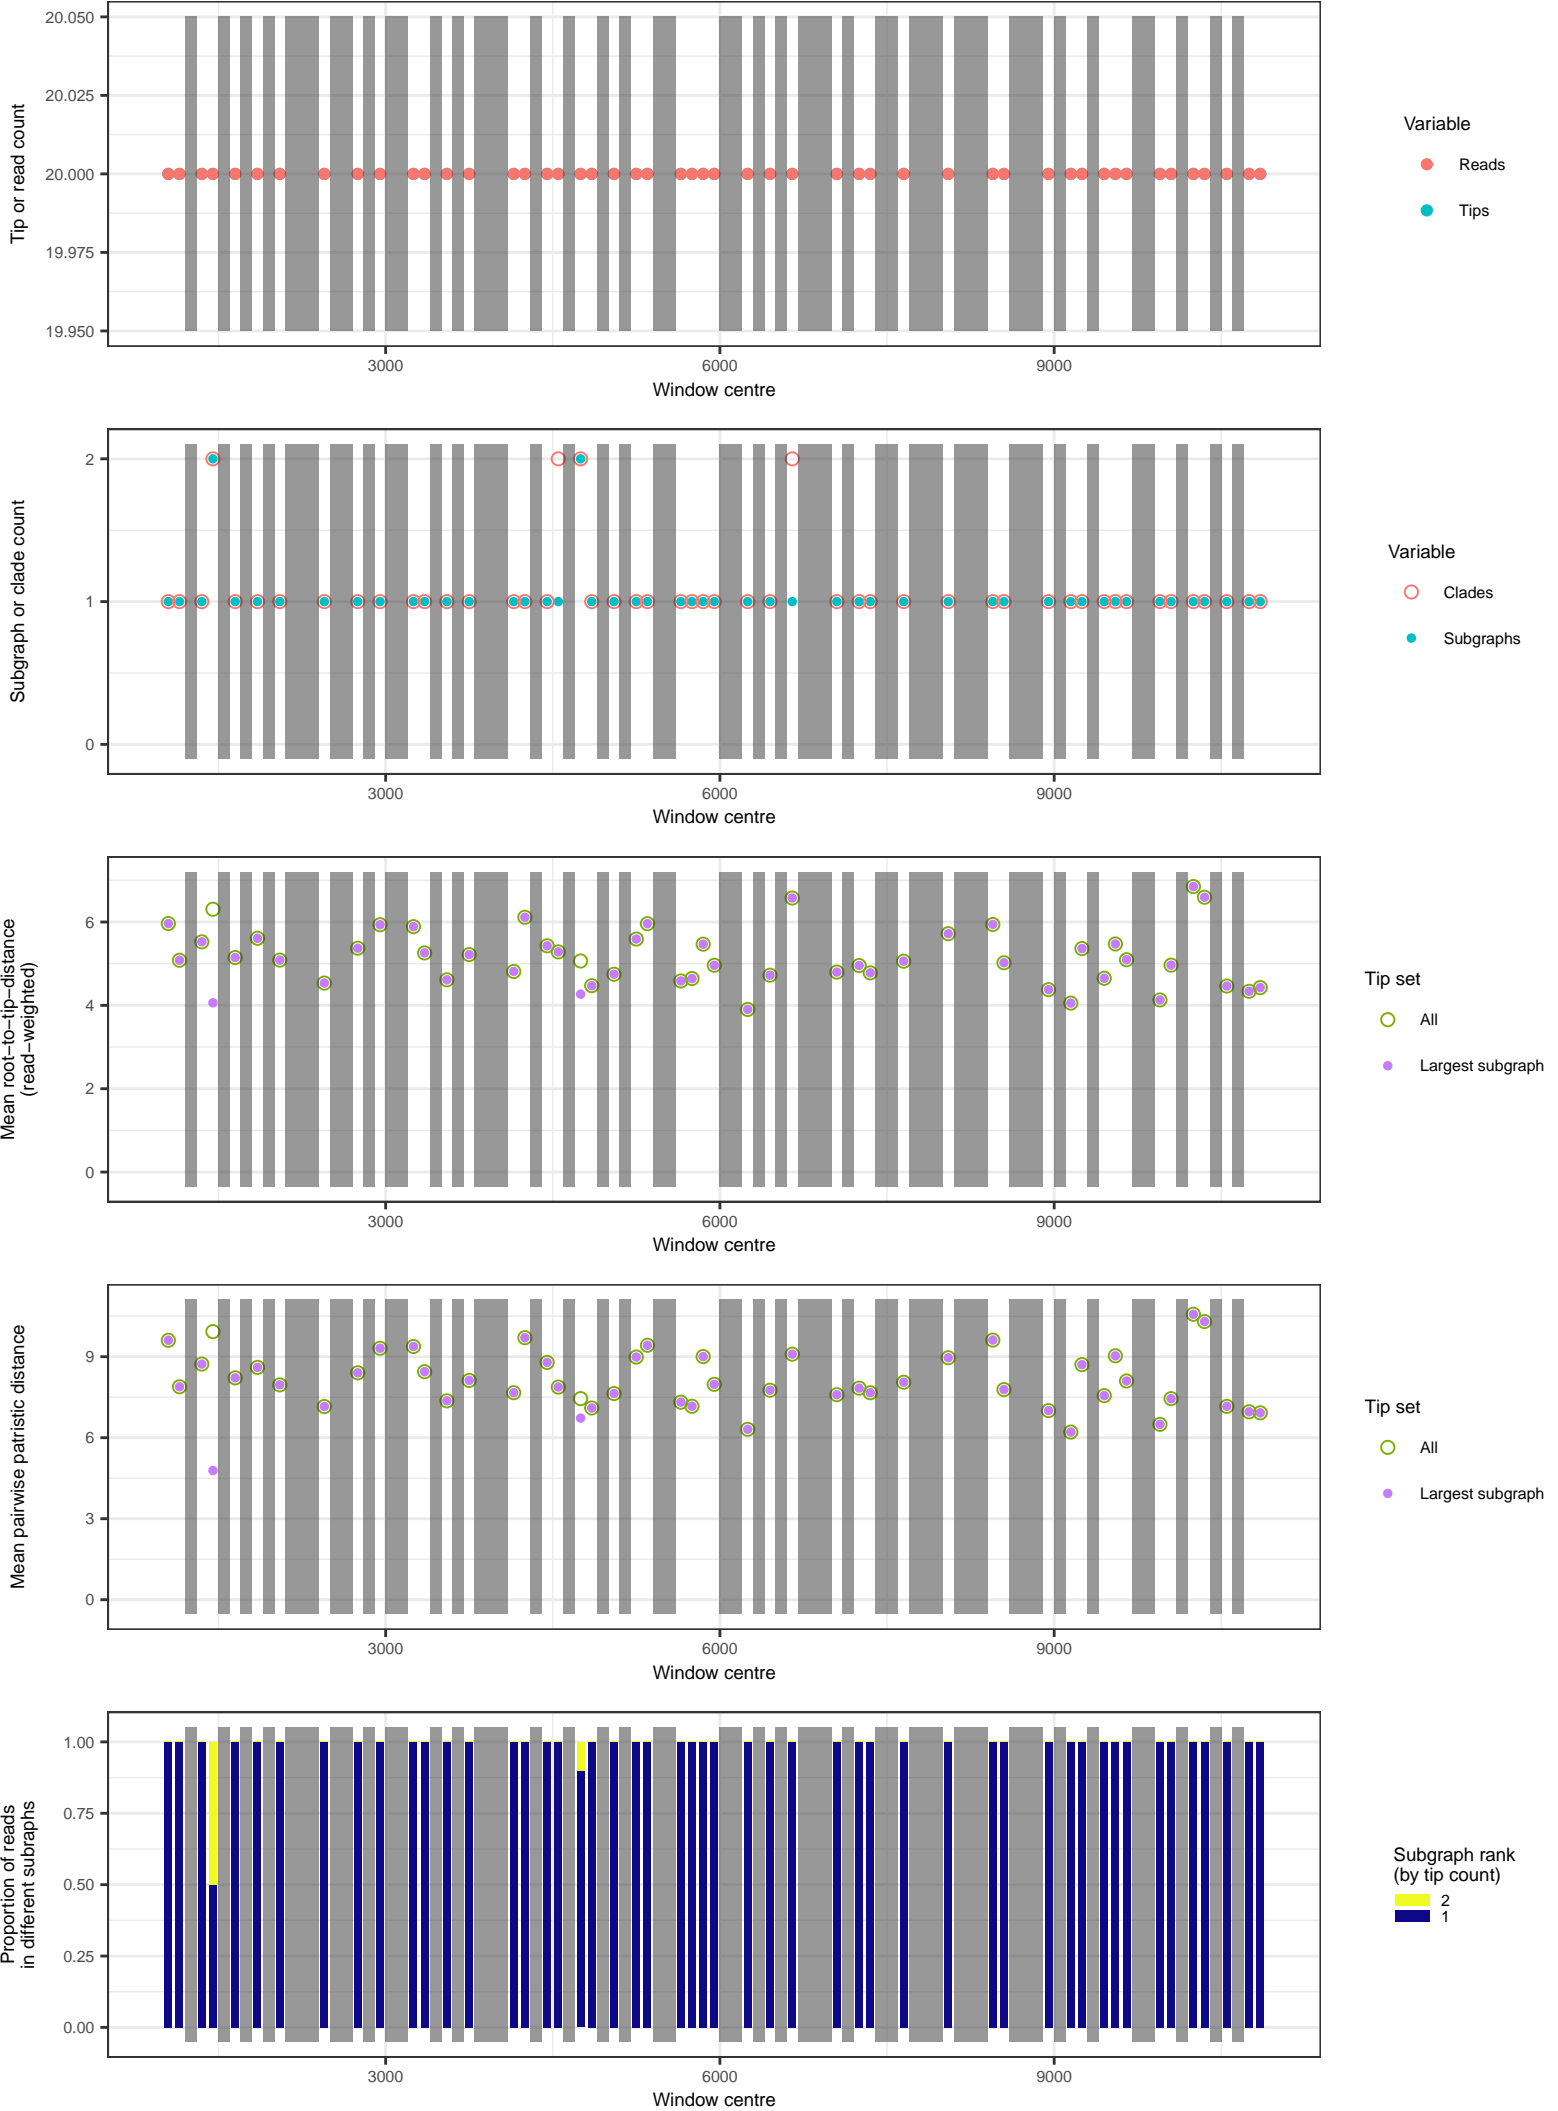 20.050
20.025
20.000
19.975
19.950
Tip or read count
3000
6000
9000
Window centre
Variable
Reads
Tips
2
1
0
Subgraph or clade count
3000
6000
9000
Window centre
Variable
Clades
Subgraphs
6
4
2
0
Mean root−to−tip−distance
(read−weighted)
3000
6000
9000
Window centre
Tip set
All
Largest subgraph
9
6
3
0
Mean pairwise patristic distance
3000
6000
9000
Window centre
Tip set
All
Largest subgraph
1.00
0.75
0.50
0.25
0.00
Proportion of reads
in different subraphs
3000
6000
9000
Window centre
Subgraph rank
(by tip count)
2
1